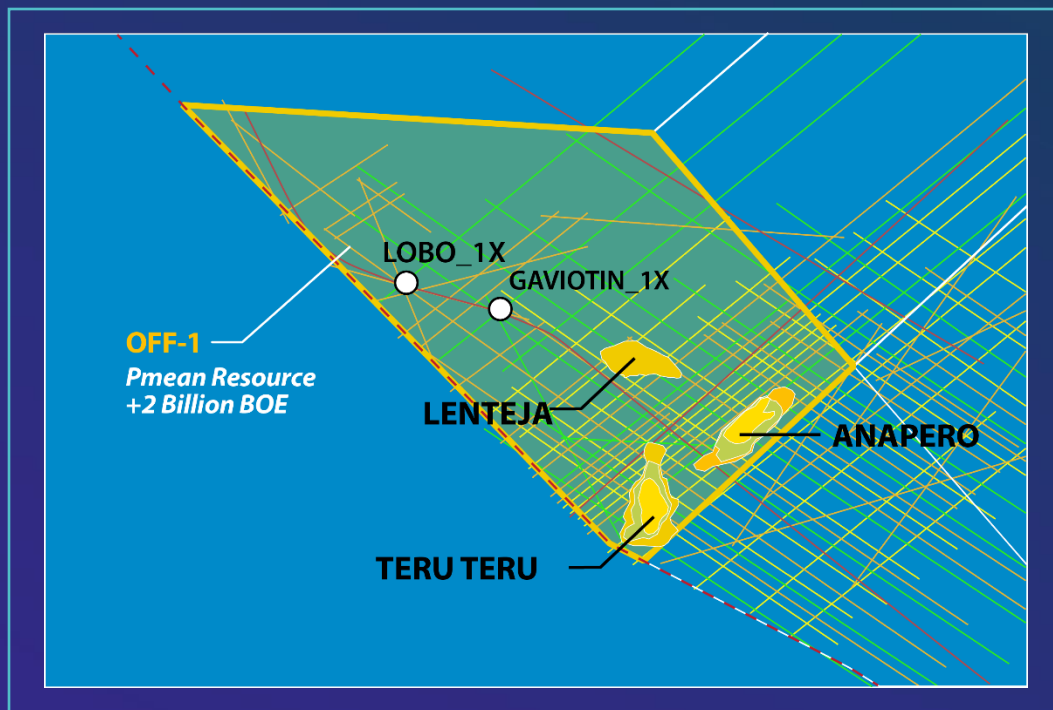 LOBO_1X
GAVIOTIN_1X
OFF-1
Pmean Resource
+2 Billion BOE
LENTEJA
ANAPERO
TERU TERU